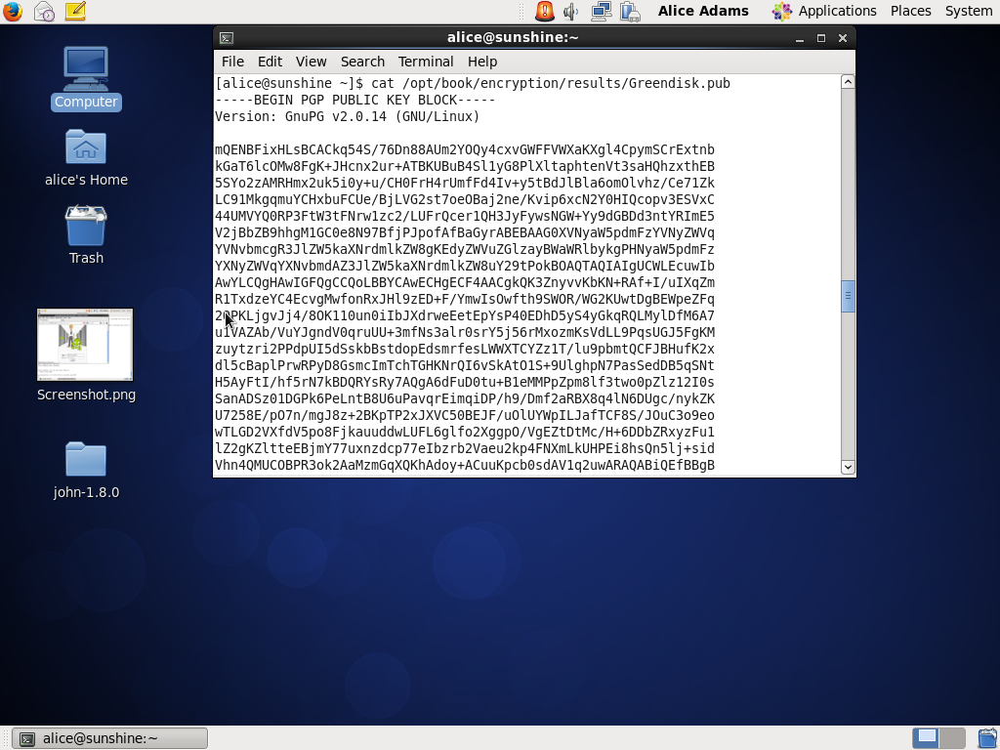 Alice Adams Applications Places System
Computer
alice's Home
Trash
Screenshot.png
john-1.8.0
alice@sunshine:~
File Edit View Search Terminal Help
[alice@sunshine ~]$ cat /opt/book/encryption/results/Greendisk.pub
-----BEGIN PGP PUBLIC KEY BLOCK-----
Version: GnuPG v2.0.14 (GNU/Linux)
mQENBFixHLsBCACkq54S/76Dn88AUm2YOQy4cxvGWFFVWXaKXgl4CpymSCrExtnb
kGaT6lcOMw8FgK+JHcnx2ur+ATBKUBuB4Sl1yG8PlXltaphtenVt3saHQhzxthEB
5SYo2zAMRHmx2uk5i0y+u/CH0FrH4rUmfFd4Iv+y5tBdJlBla6omOlvhz/Ce71Zk
LC91MkgqmuYCHxbuFCUe/BjLVG2st7oeOBaj2ne/Kvip6xcN2Y0HIQcopv3ESVxC
44UMVYQ0RP3FtW3tFNrw1zc2/LUFrQcer1QH3JyFywsNGW+Yy9dGBDd3ntYRImE5
V2jBbZB9hhgM1GC0e8N97BfjPJpofAfBaGyrABEBAAG0XVNyaW5pdmFzYVNyZWVq
YVNvbmcgR3JlZW5kaXNrdmlkZW8gKEdyZWVuZGlzayBWaWRlbykgPHNyaW5pdmFz
YXNyZWVqYXNvbmdAZ3JlZW5kaXNrdmlkZW8uY29tPokBOAQTAQIAIgUCWLEcuwIb
AwYLCQgHAwIGFQgCCQoLBBYCAwECHgECF4AACgkQK3ZnyvvKbKN+RAf+I/uIXqZm
R1TxdzeYC4EcvgMwfonRxJHl9zED+F/YmwIsOwfth9SWOR/WG2KUwtDgBEWpeZFq
PKLjgvJj4/8OK110un0iIbJXdrweEetEpYsP40EDhD5yS4yGkqRQLMylDfM6A7
u1VAZAb/VuYJgndV0qruUU+3mfNs3alr0srY5j56rMxozmKsVdLL9PqsUGJ5FgKM
zuytzri2PPdpUI5dSskbBstdopEdsmrfesLWWXTCYZz1T/lu9pbmtQCFJBHufK2x
dl5cBaplPrwRPyD8GsmcImTchTGHKNrQI6vSkAtO1S+9UlghpN7PasSedDB5qSNt
H5AyFtI/hf5rN7kBDQRYsRy7AQgA6dFuD0tu+B1eMMPpZpm8lf3two0pZlz12I0s
SanADSz01DGPk6PeLntB8U6uPavqrEimqiDP/h9/Dmf2aRBX8q4lN6DUgc/nykZK
U7258E/pO7n/mgJ8z+2BKpTP2xJXVC50BEJF/uOlUYWpILJafTCF8S/JOuC3o9eo
wTLGD2VXfdV5po8FjkauuddwLUFL6glfo2XggpO/VgEZtDtMc/H+6DDbZRxyzFu1
lZ2gKZltteEBjmY77uxnzdcp77eIbzrb2Vaeu2kp4FNXmLkUHPEi8hsQn5lj+sid
Vhn4QMUCOBPR3ok2AaMzmGqXQKhAdoy+ACuuKpcb0sdAV1q2uwARAQABiQEfBBgB
alice@sunshine:~